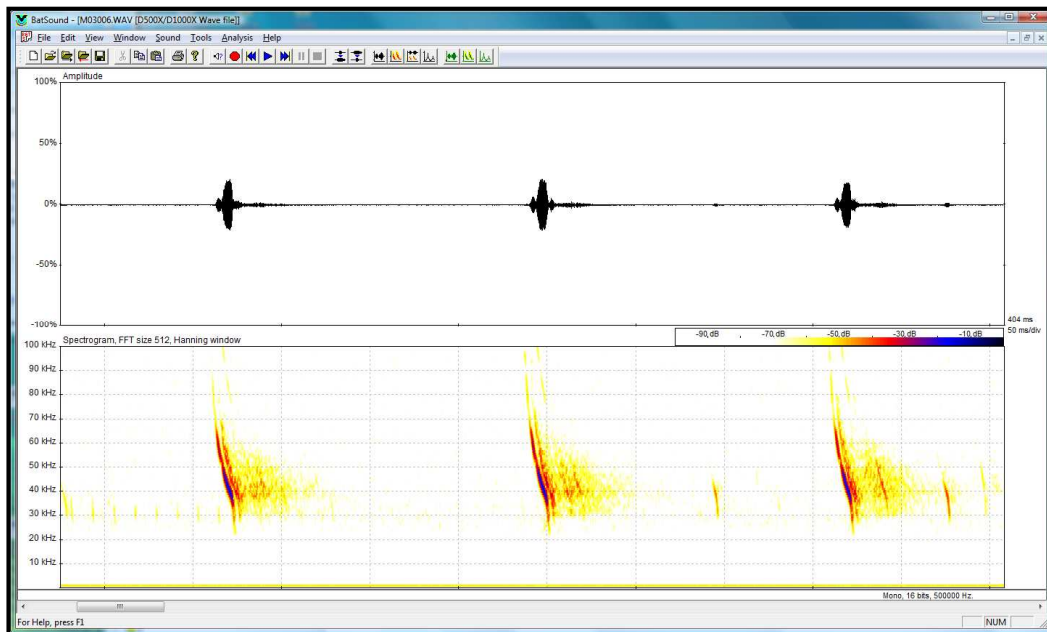 BatSound - [M03006.WAV [D500X/D1000X Wave file]]
File Edit View Window Sound Tools Analysis Help
Amplitude
100%
50%
0%
-50%
-100%
404 ms
50 ms/div
-90 dB -70 dB -50 dB -30 dB -10 dB
Spectrogram, FFT size 512, Hanning window
100 kHz
90 kHz
80 kHz
70 kHz
60 kHz
50 kHz
40 kHz
30 kHz
20 kHz
10 kHz
Mono, 16 bits, 500000 Hz.
For Help, press F1
NUM